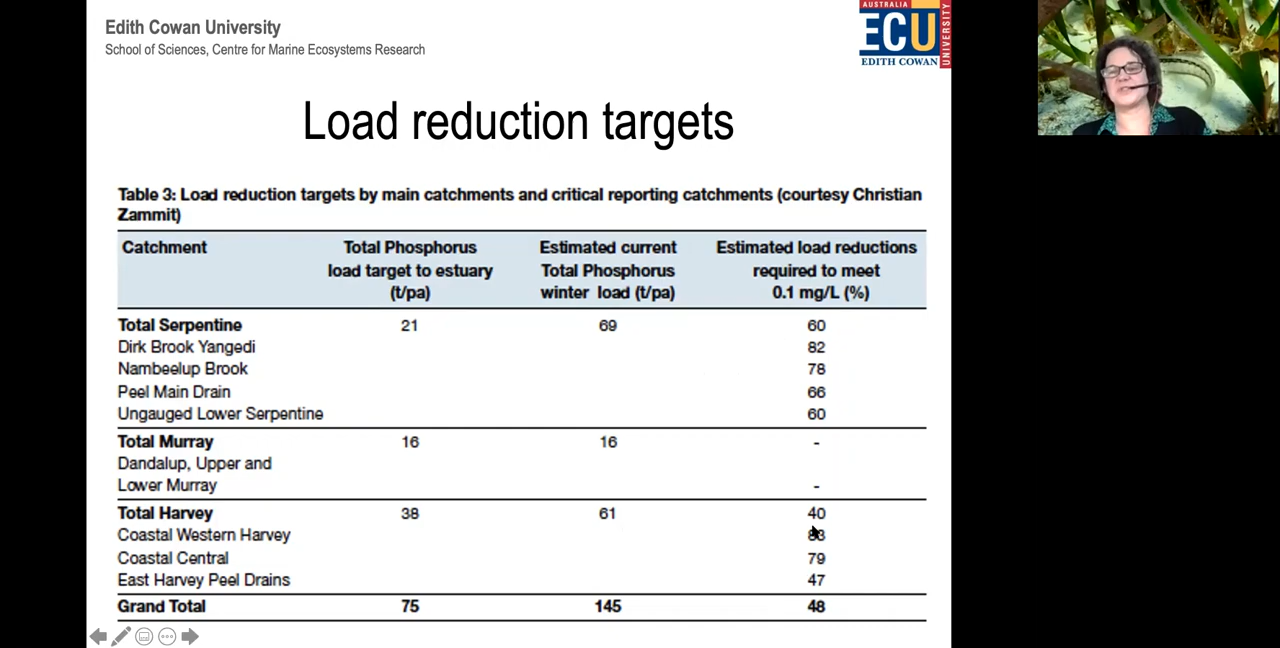 Edith Cowan University
School of Sciences, Centre for Marine Ecosystems Research
AUSTRALIA
ECU
EDITH COWAN
UNIVERSITY
Load reduction targets
Table 3: Load reduction targets by main catchments and critical reporting catchments (courtesy Christian
Zammit)
Catchment Total Phosphorus load target to estuary (t/pa) Estimated current Total Phosphorus winter load (t/pa) Estimated load reductions required to meet 0.1 mg/L (%)
Total Serpentine 21 69 60
Dirk Brook Yangedi 82
Nambeelup Brook 78
Peel Main Drain 66
Ungauged Lower Serpentine 60
Total Murray 16 16 -
Dandalup, Upper and
Lower Murray -
Total Harvey 38 61 40
Coastal Western Harvey
Coastal Central 79
East Harvey Peel Drains 47
Grand Total 75 145 48